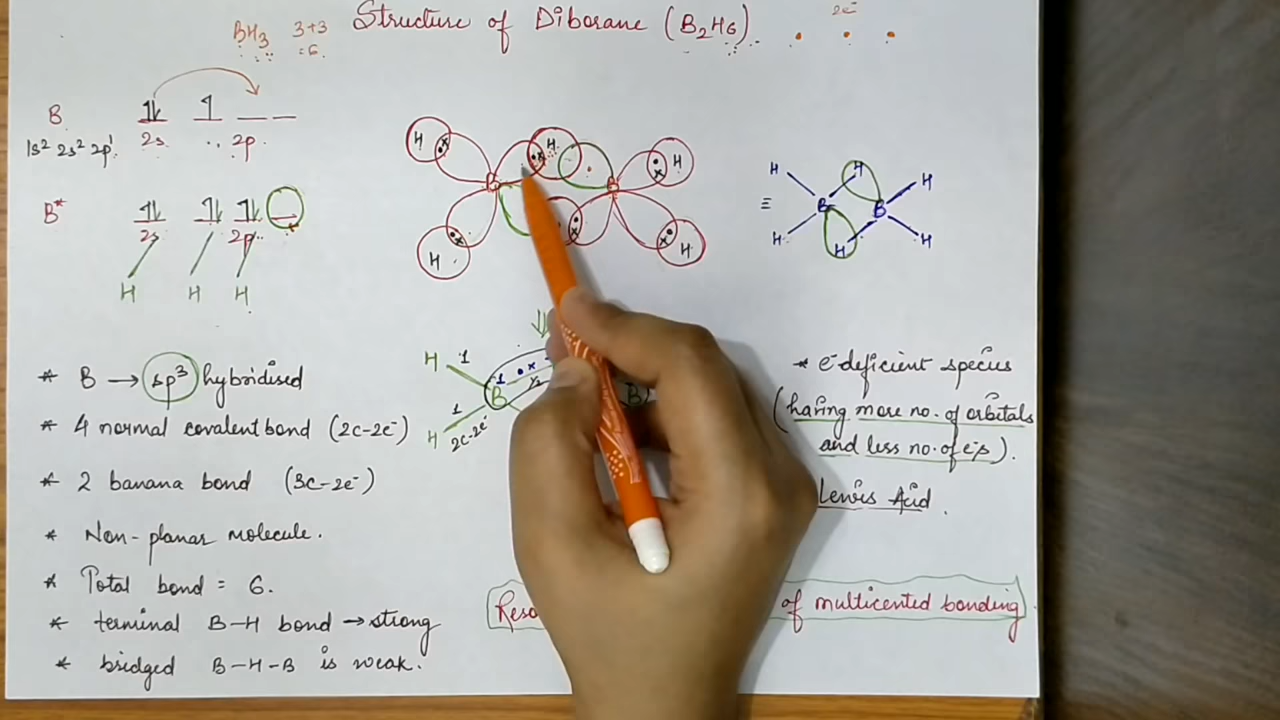 Structure of Diborane (B2H6)
2e-
BH3 3+3
=6
B
1s2 2s2 2p1
2s 2p
B*
2s 2p
H H H
H H H
B B
H H
H H H
≡ B B
H H H
* B → sp3 hybridised
* 4 normal covalent bond (2c-2e-)
* 2 banana bond (3c-2e-)
* Non-planar molecule.
* Total bond = 6.
* terminal B-H bond → strong
* bridged B-H-B is weak.
H 1
1 B B
1
H 2c-2e-
* e-deficient species
(having more no. of orbitals
and less no. of e-s).
Lewis Acid.
of multicented bonding